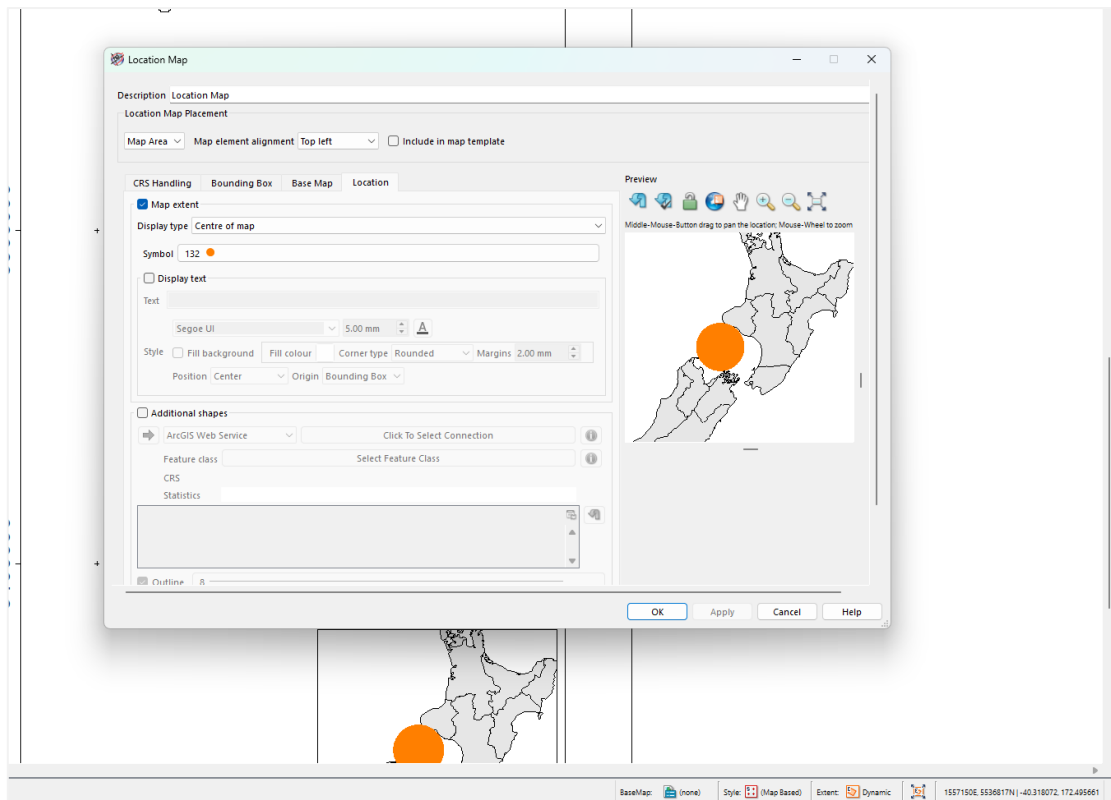 Location Map
Description Location Map
Location Map Placement
Map Area Map element alignment Top left Include in map template
CRS Handling Bounding Box Base Map Location
Map extent
Display type Centre of map
Symbol 132
Display text
Text
Segoe UI 5.00 mm A
Style Fill background Fill colour Corner type Rounded Margins 2.00 mm
Position Center Origin Bounding Box
Additional shapes
ArcGIS Web Service Click To Select Connection
Feature class Select Feature Class
CRS
Statistics
Outline 8
Preview
Middle-Mouse-Button drag to pan the location; Mouse-Wheel to zoom
OK Apply Cancel Help
BaseMap: (none) Style: (Map Based) Extent: Dynamic 1557150E, 5536817N | -40.318072, 172.495661